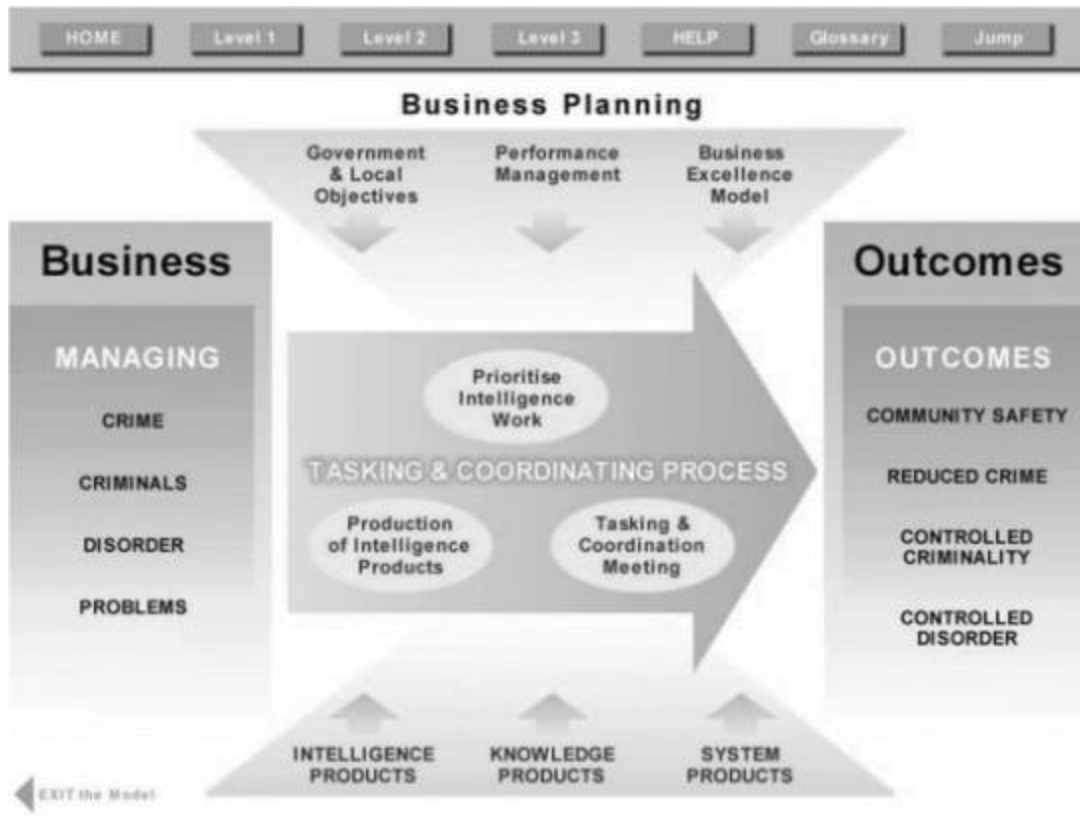 HOME
Level 1
Level 2
Level 3
HELP
Glossary
Jump
Business Planning
Government
& Local
Objectives
Performance
Management
Business
Excellence
Model
Business
MANAGING
CRIME
CRIMINALS
DISORDER
PROBLEMS
Prioritise
Intelligence
Work
TASKING & COORDINATING PROCESS
Production
of Intelligence
Products
Tasking &
Coordination
Meeting
Outcomes
OUTCOMES
COMMUNITY SAFETY
REDUCED CRIME
CONTROLLED
CRIMINALITY
CONTROLLED
DISORDER
INTELLIGENCE
PRODUCTS
KNOWLEDGE
PRODUCTS
SYSTEM
PRODUCTS
EXIT the Model